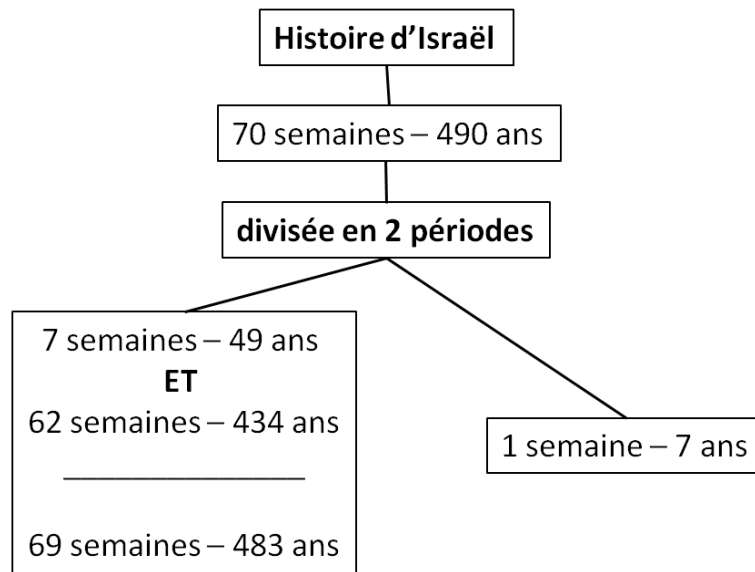 Histoire d’Israël
70 semaines – 490 ans
divisée en 2 périodes
7 semaines – 49 ans
ET
62 semaines – 434 ans
69 semaines – 483 ans
1 semaine – 7 ans